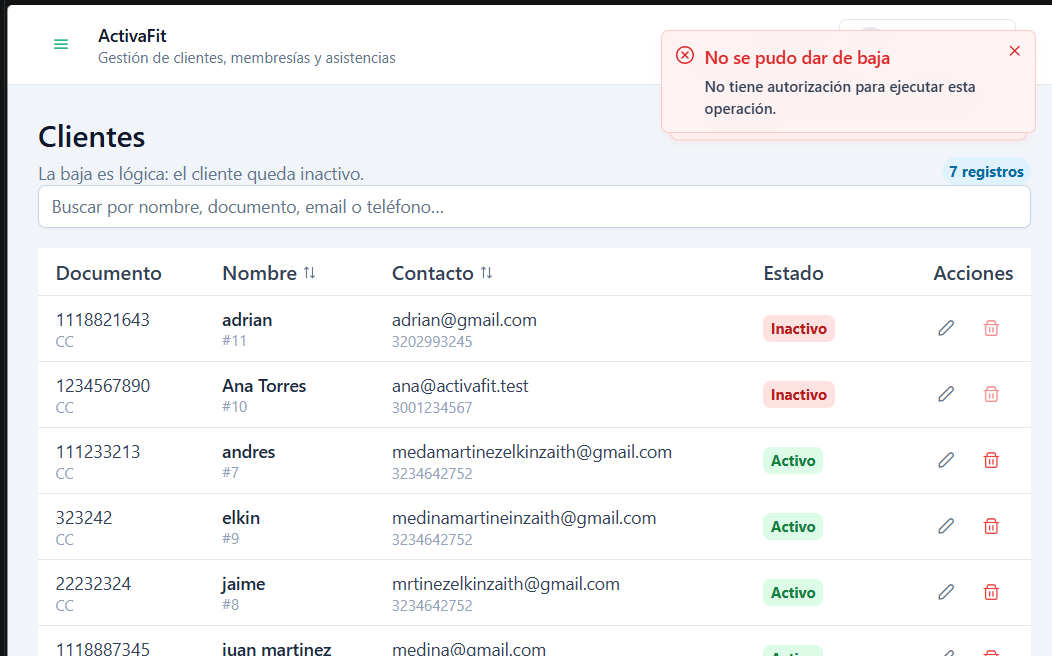 ActivaFit
Gestión de clientes, membresías y asistencias
No se pudo dar de baja
No tiene autorización para ejecutar esta
operación.
Clientes
La baja es lógica: el cliente queda inactivo.
7 registros
Buscar por nombre, documento, email o teléfono...
Documento Nombre Contacto Estado Acciones
1118821643 adrian adrian@gmail.com Inactivo
CC #11 3202993245
1234567890 Ana Torres ana@activafit.test Inactivo
CC #10 3001234567
111233213 andres medamartinezelkinzaith@gmail.com Activo
CC #7 3234642752
323242 elkin medinamartineinzaith@gmail.com Activo
CC #9 3234642752
22232324 jaime mrtinezelkinzaith@gmail.com Activo
CC #8 3234642752
1118887345 juan martinez medina@gmail.com Activo